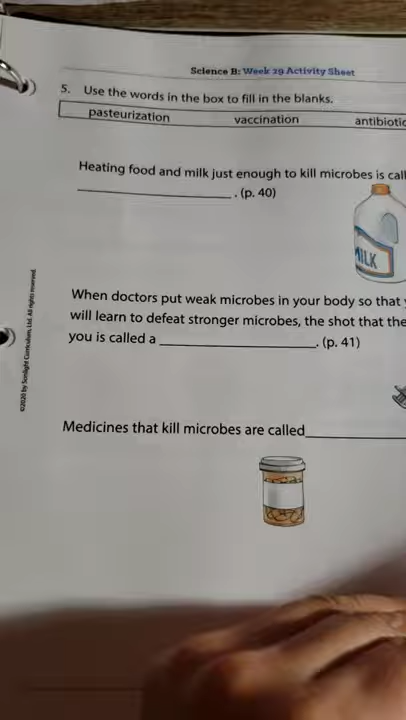 Science B: Week 29 Activity Sheet
5. Use the words in the box to fill in the blanks.
pasteurization vaccination antibiotic
Heating food and milk just enough to kill microbes is call
. (p. 40)
MILK
When doctors put weak microbes in your body so that
will learn to defeat stronger microbes, the shot that the
you is called a . (p. 41)
Medicines that kill microbes are called
©2020 by Sonlight Curriculum, Ltd. All rights reserved.